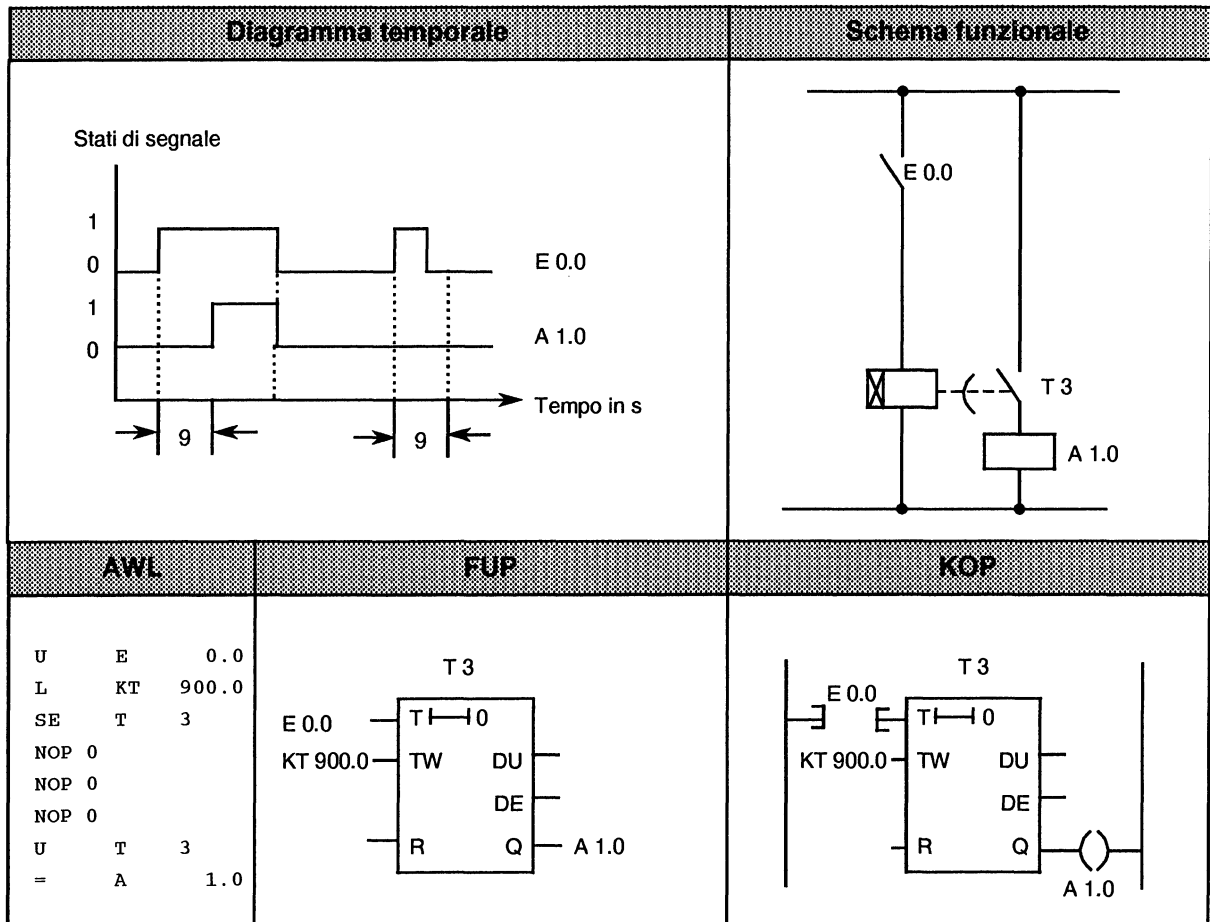 Diagramma temporale
Schema funzionale
Stati di segnale
1
0
E 0.0
1
0
A 1.0
Tempo in s
9
9
E 0.0
T 3
A 1.0
AWL
FUP
KOP
U E 0.0
L KT 900.0
SE T 3
NOP 0
NOP 0
NOP 0
U T 3
= A 1.0
T 3
E 0.0
T 0
KT 900.0
TW DU
DE
R Q
A 1.0
T 3
E 0.0
T 0
KT 900.0
TW DU
DE
R Q
A 1.0